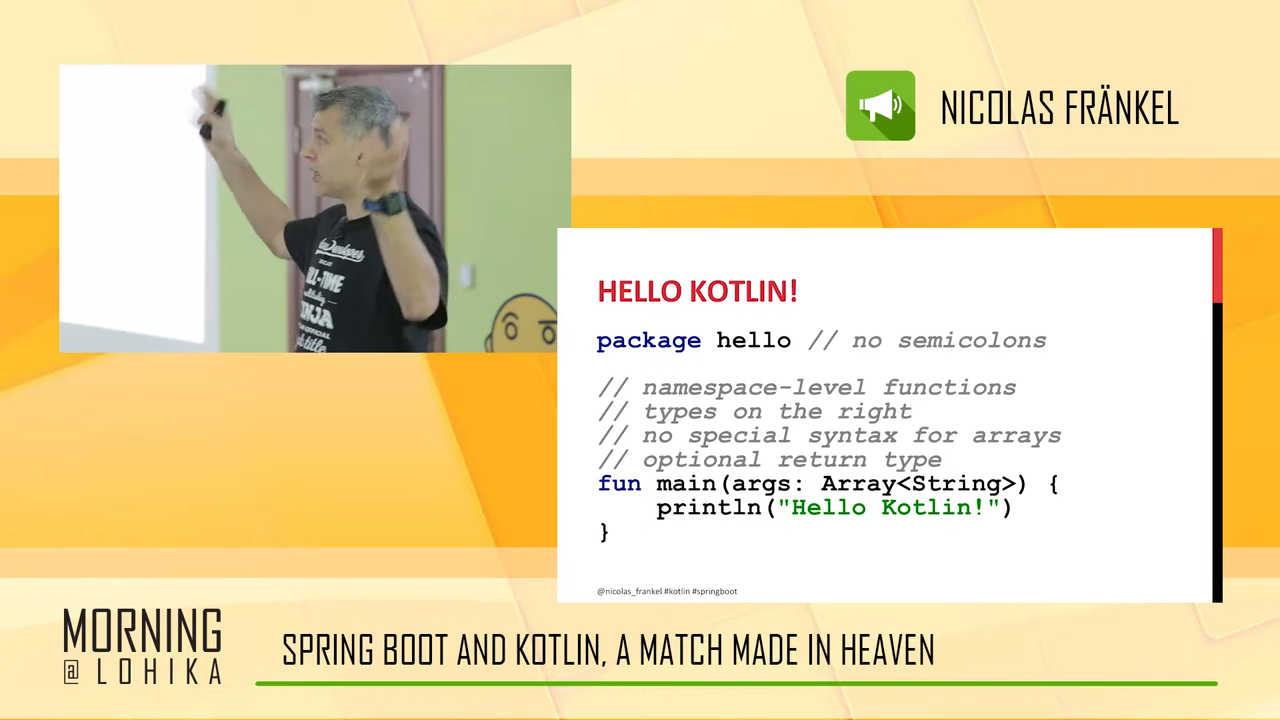 NICOLAS FRÄNKEL
HELLO KOTLIN!
package hello // no semicolons
// namespace-level functions
// types on the right
// no special syntax for arrays
// optional return type
fun main(args: Array<String>) {
    println("Hello Kotlin!")
}
@nicolas_frankel #kotlin #springboot
MORNING
@ LOHIKA
SPRING BOOT AND KOTLIN, A MATCH MADE IN HEAVEN